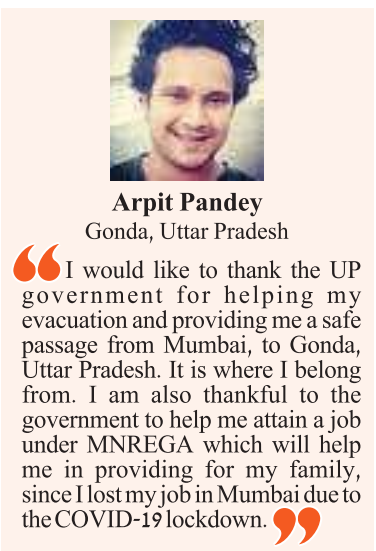 Arpit Pandey
Gonda, Uttar Pradesh
“I would like to thank the UP
government for helping my
evacuation and providing me a safe
passage from Mumbai, to Gonda,
Uttar Pradesh. It is where I belong
from. I am also thankful to the
government to help me attain a job
under MNREGA which will help
me in providing for my family,
since I lost my job in Mumbai due to
the COVID-19 lockdown.”